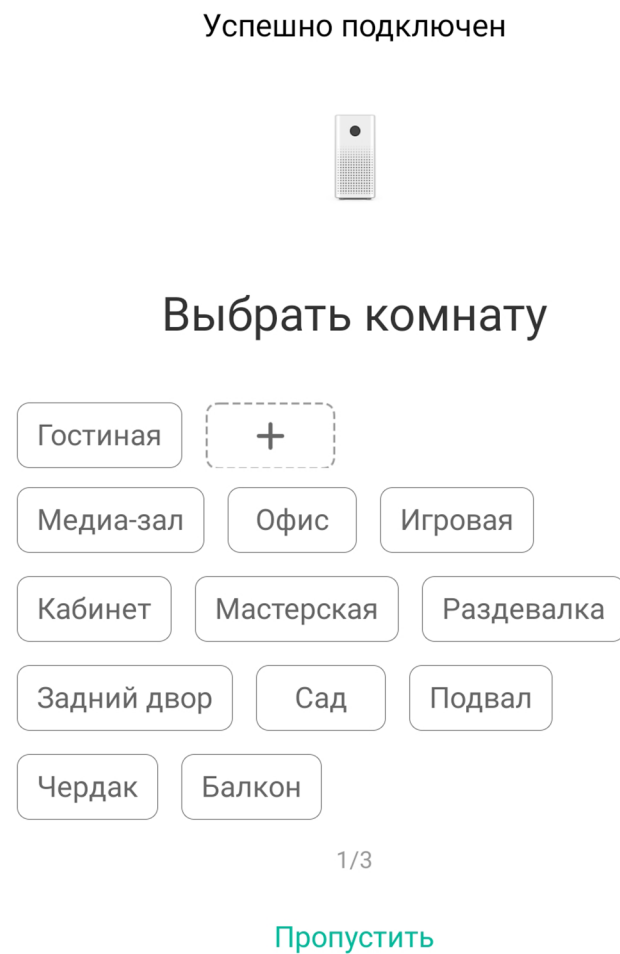 Успешно подключен
Выбрать комнату
Гостиная +
Медиа-зал Офис Игровая
Кабинет Мастерская Раздевалка
Задний двор Сад Подвал
Чердак Балкон
1/3
Пропустить